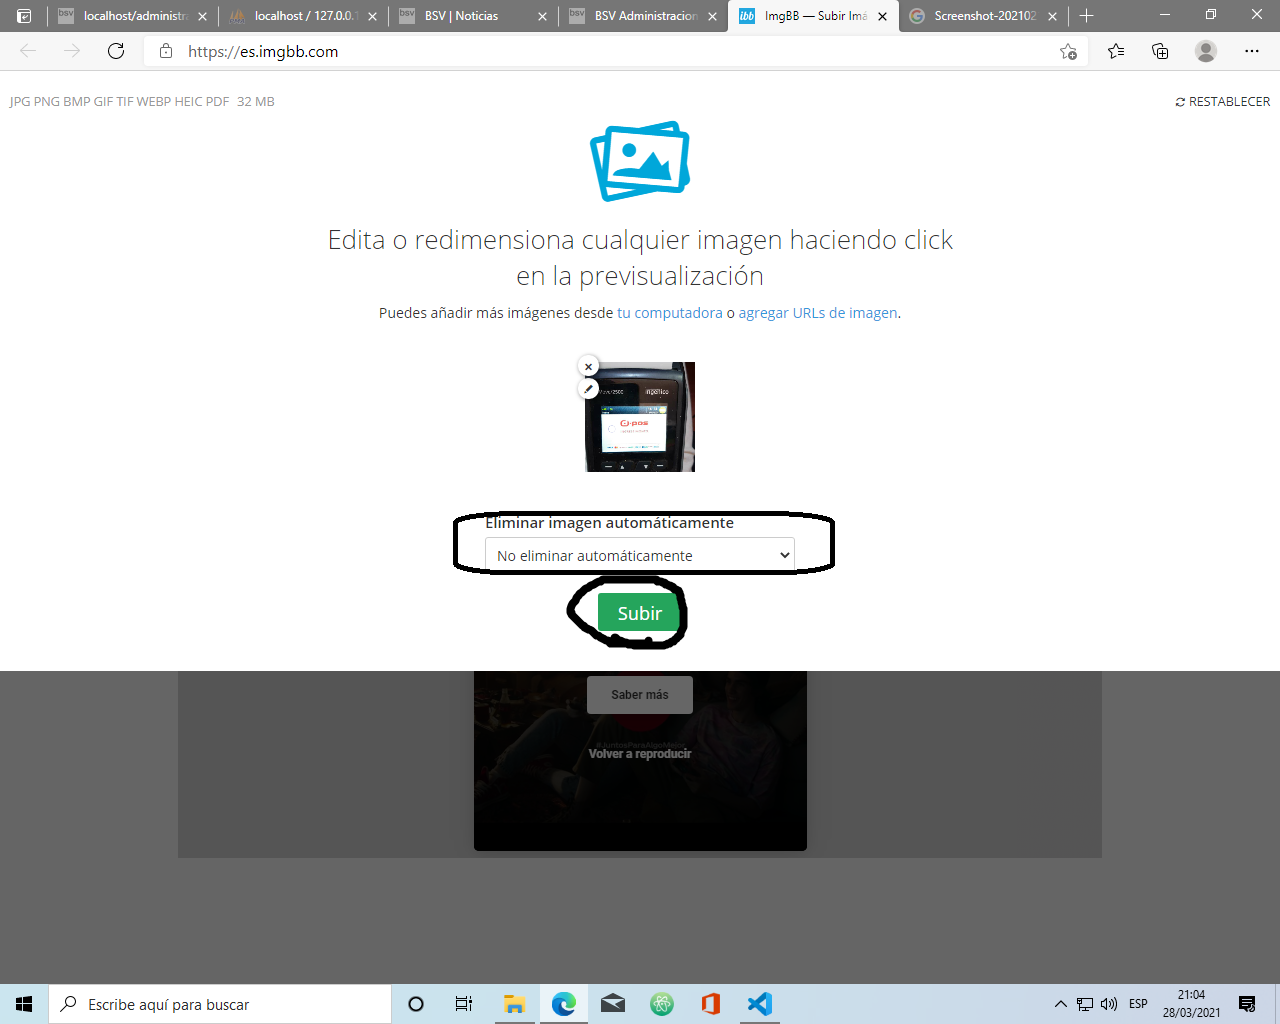 localhost/administra
localhost / 127.0.0.1
BSV | Noticias
BSV Administracion
ImgBB — Subir Imá
Screenshot-202102
https://es.imgbb.com
JPG PNG BMP GIF TIF WEBP HEIC PDF 32 MB
RESTABLECER
Edita o redimensiona cualquier imagen haciendo click
en la previsualización
Puedes añadir más imágenes desde tu computadora o agregar URLs de imagen.
ingenico
Eliminar imagen automáticamente
No eliminar automáticamente
Subir
Saber más
#JuntosParaAlgoMejor
Volver a reproducir
Escribe aquí para buscar
ESP
21:04
28/03/2021